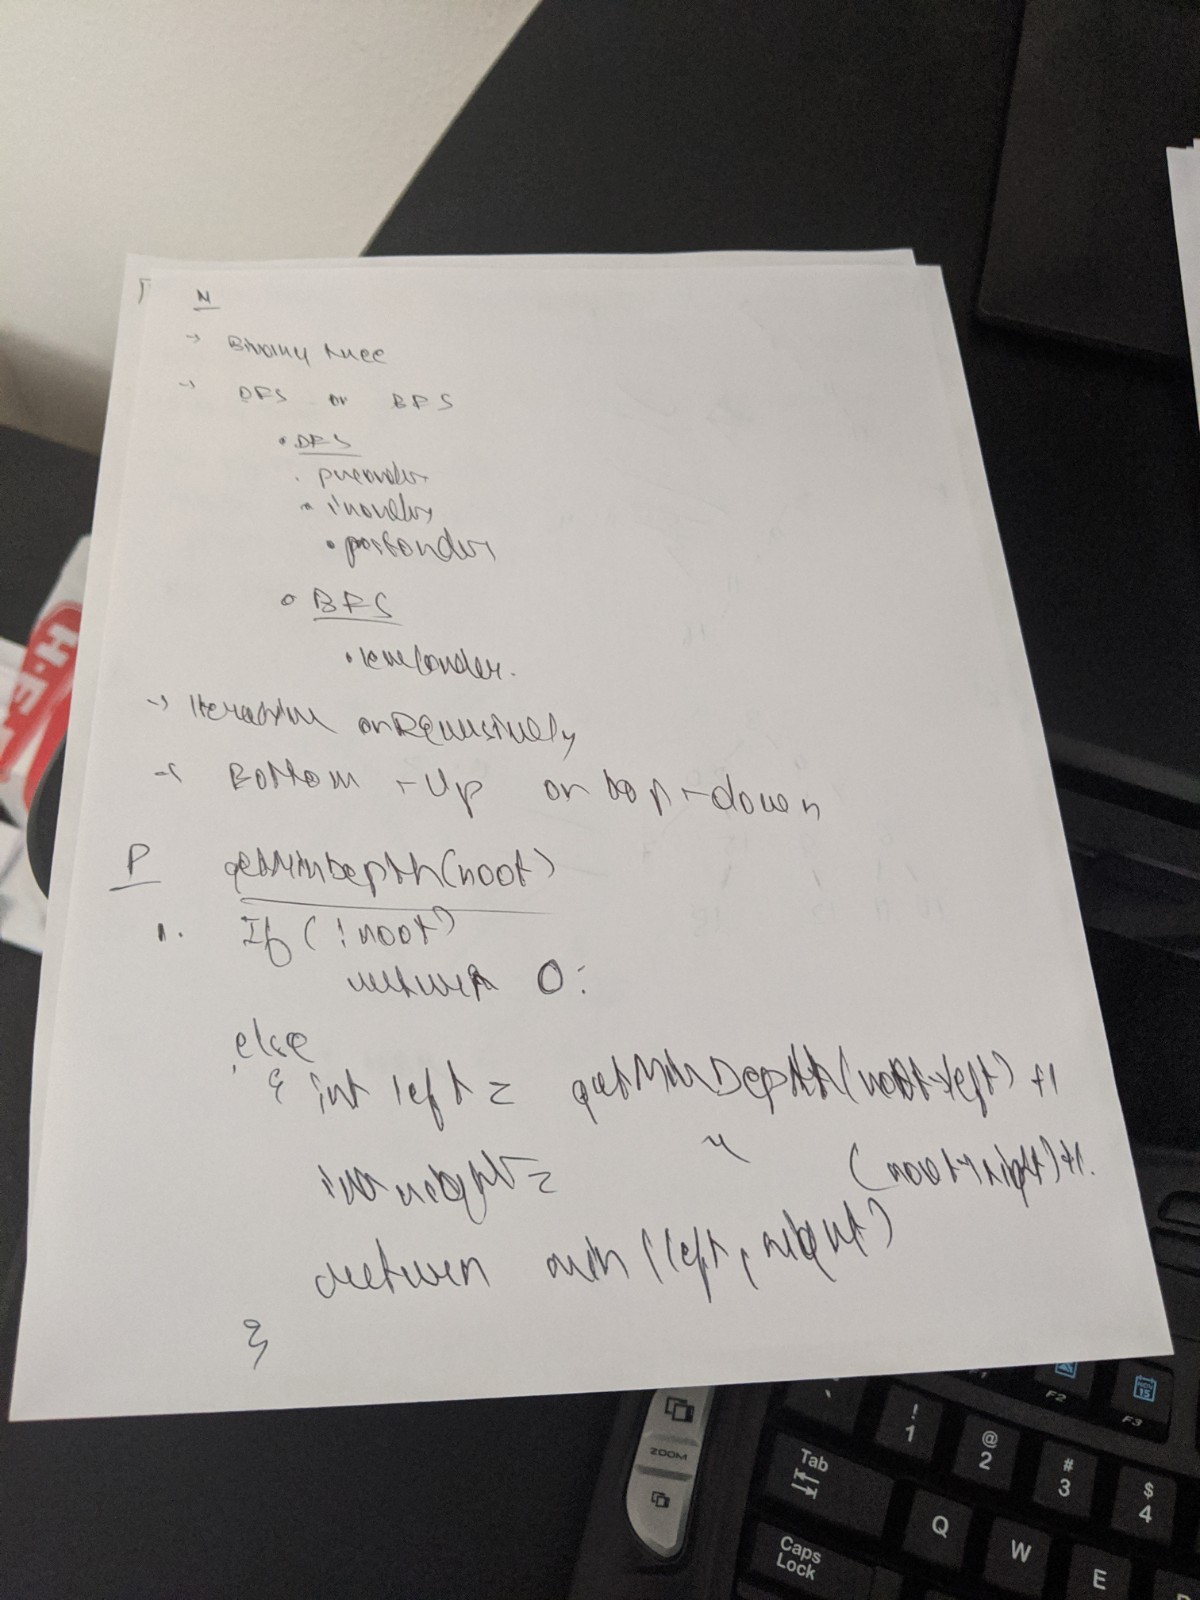 N
→ Binary tree
→ DFS or BFS
• DFS
. preorder
• inorder
• postorder
• BFS
• levelorder.
→ Iterative or Recursively
→ Bottom-Up or top-down
P getMinDepth(root)
1. If (!root)
return 0;
else
{ int left = getMinDepth(root→left) +1
int right = " (root→right)+1.
return min(left, right)
}
H-E
ZOOM
! 1
@ 2
# 3
$ 4
F2
F3
Tab
Q
W
E
Caps Lock